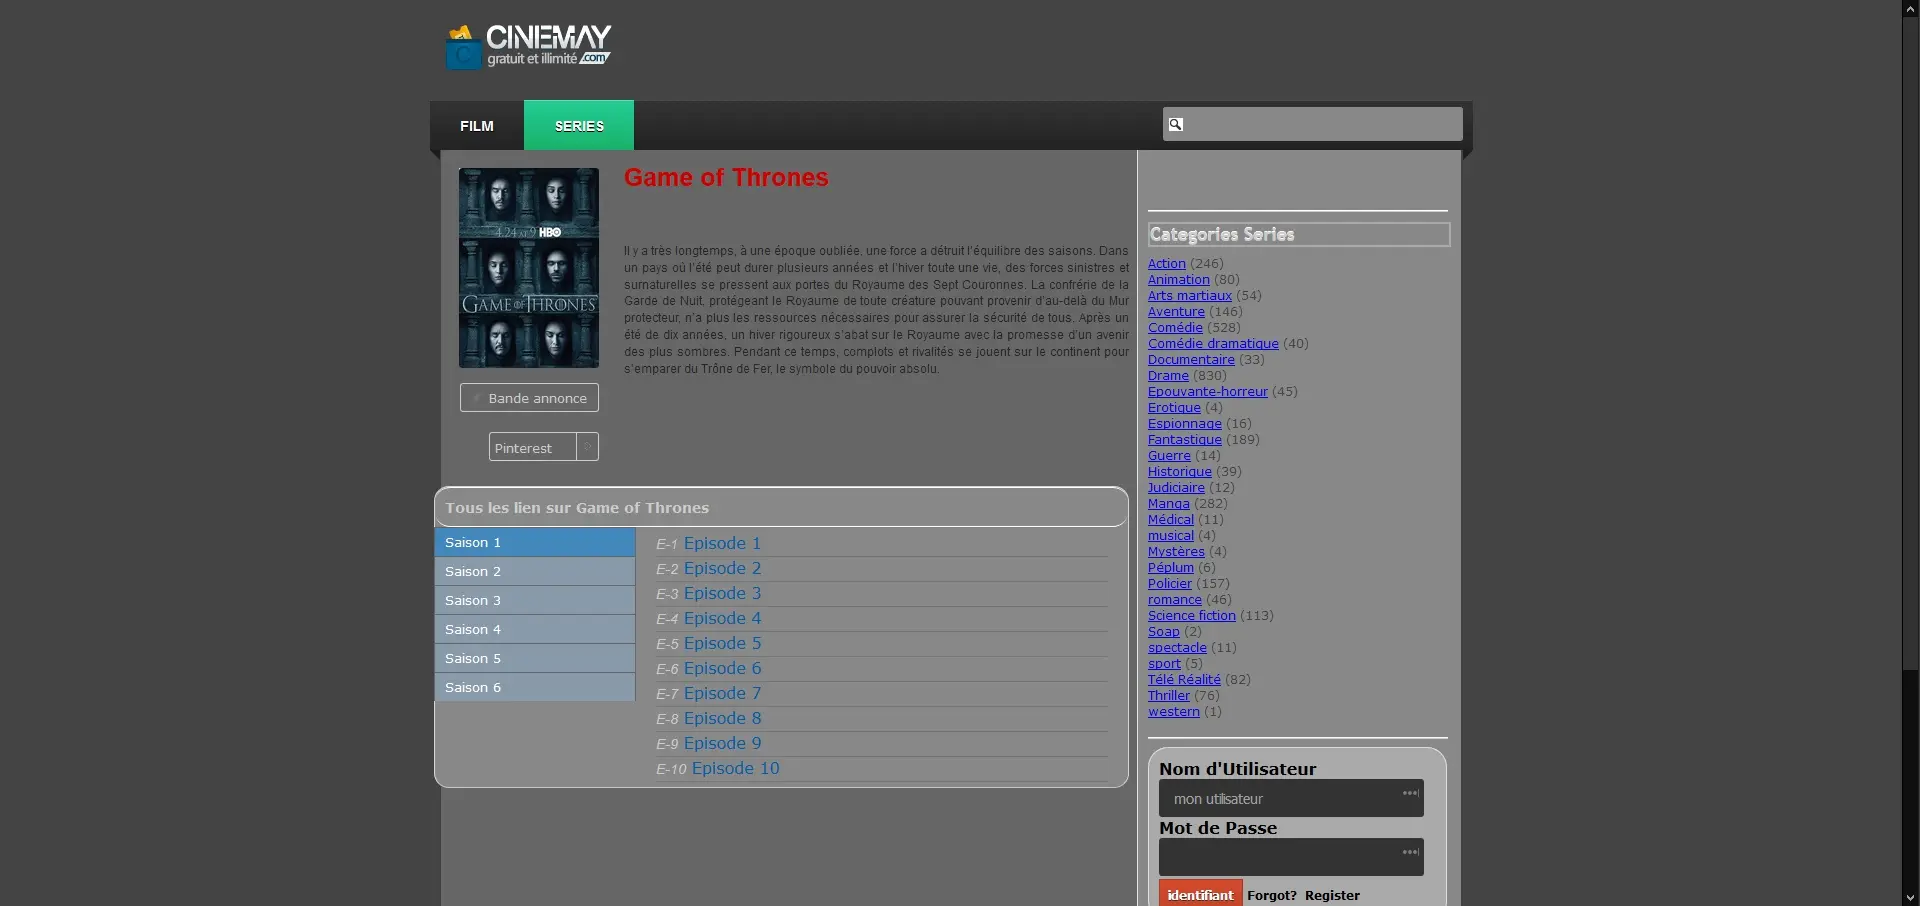 CINEMAY
gratuit et illimité .com
FILM
SERIES
Game of Thrones
4.24 AT 9 HBO
GAME OF THRONES
Il y a très longtemps, à une époque oubliée, une force a détruit l'équilibre des saisons. Dans
un pays où l'été peut durer plusieurs années et l'hiver toute une vie, des forces sinistres et
surnaturelles se pressent aux portes du Royaume des Sept Couronnes. La confrérie de la
Garde de Nuit, protégeant le Royaume de toute créature pouvant provenir d'au-delà du Mur
protecteur, n'a plus les ressources nécessaires pour assurer la sécurité de tous. Après un
été de dix années, un hiver rigoureux s'abat sur le Royaume avec la promesse d'un avenir
des plus sombres. Pendant ce temps, complots et rivalités se jouent sur le continent pour
s'emparer du Trône de Fer, le symbole du pouvoir absolu.
Bande annonce
Pinterest
Tous les lien sur Game of Thrones
Saison 1
Saison 2
Saison 3
Saison 4
Saison 5
Saison 6
E-1 Episode 1
E-2 Episode 2
E-3 Episode 3
E-4 Episode 4
E-5 Episode 5
E-6 Episode 6
E-7 Episode 7
E-8 Episode 8
E-9 Episode 9
E-10 Episode 10
Categories Series
Action (246)
Animation (80)
Arts martiaux (54)
Aventure (146)
Comédie (528)
Comédie dramatique (40)
Documentaire (33)
Drame (830)
Epouvante-horreur (45)
Erotique (4)
Espionnage (16)
Fantastique (189)
Guerre (14)
Historique (39)
Judiciaire (12)
Manga (282)
Médical (11)
musical (4)
Mystères (4)
Péplum (6)
Policier (157)
romance (46)
Science fiction (113)
Soap (2)
spectacle (11)
sport (5)
Télé Réalité (82)
Thriller (76)
western (1)
Nom d'Utilisateur
mon utilisateur
Mot de Passe
identifiant Forgot? Register